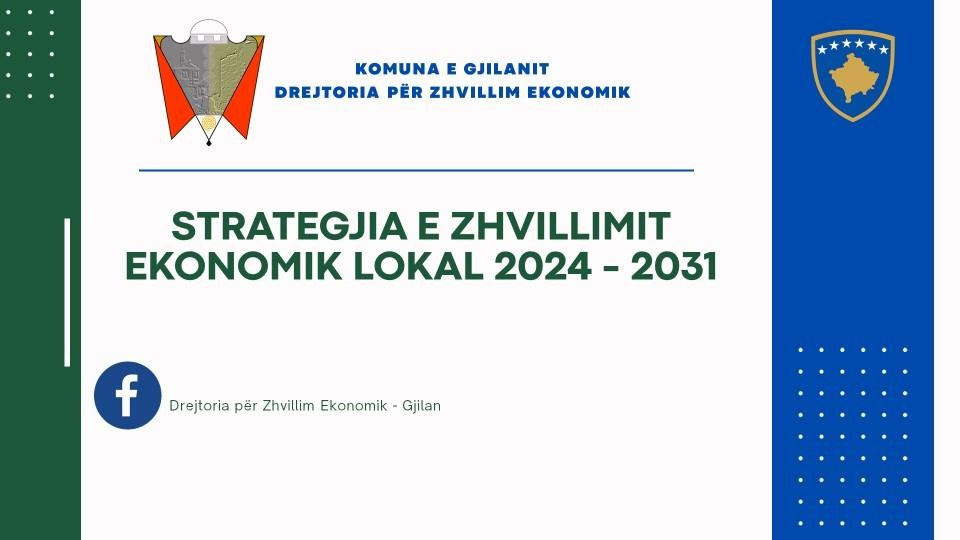 KOMUNA E GJILANIT
DREJTORIA PËR ZHVILLIM EKONOMIK
STRATEGJIA E ZHVILLIMIT
EKONOMIK LOKAL 2024 - 2031
Drejtoria për Zhvillim Ekonomik - Gjilan